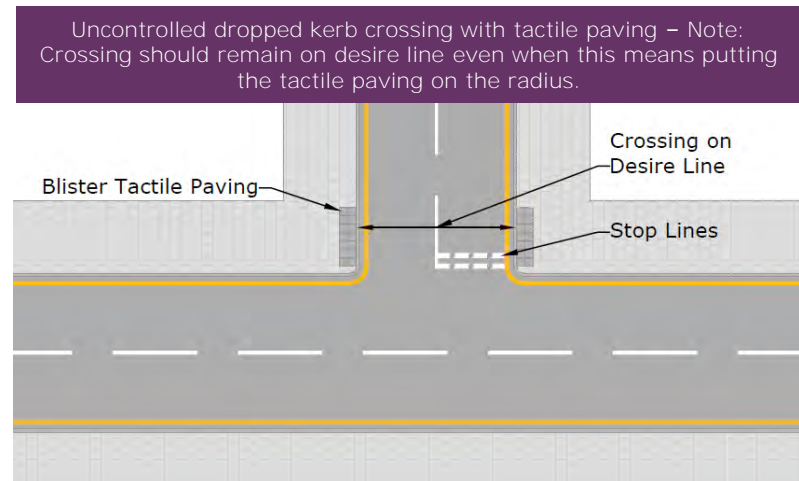 Uncontrolled dropped kerb crossing with tactile paving – Note:
Crossing should remain on desire line even when this means putting
the tactile paving on the radius.
Crossing on
Desire Line
Blister Tactile Paving
Stop Lines